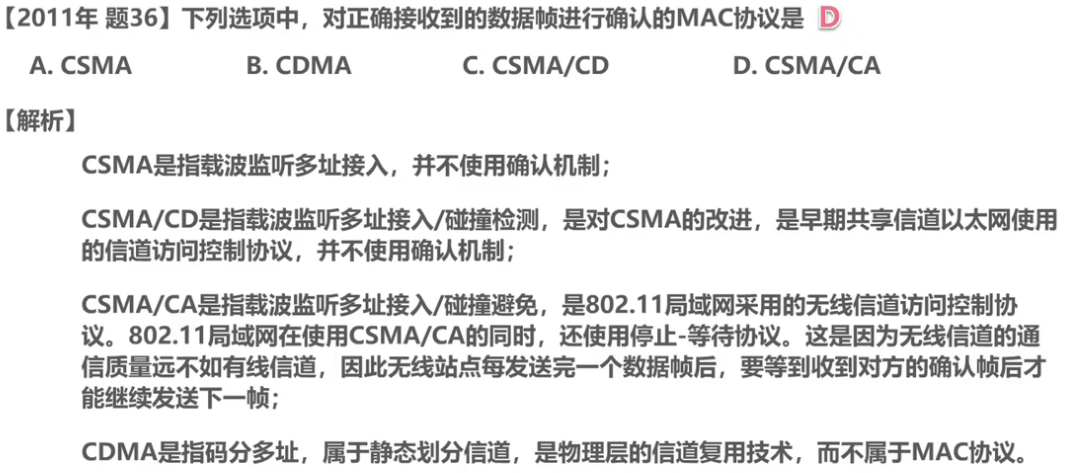 【2011年 题36】下列选项中，对正确接收到的数据帧进行确认的MAC协议是 D
A. CSMA B. CDMA C. CSMA/CD D. CSMA/CA
【解析】
CSMA是指载波监听多址接入，并不使用确认机制；
CSMA/CD是指载波监听多址接入/碰撞检测，是对CSMA的改进，是早期共享信道以太网使用
的信道访问控制协议，并不使用确认机制；
CSMA/CA是指载波监听多址接入/碰撞避免，是802.11局域网采用的无线信道访问控制协
议。802.11局域网在使用CSMA/CA的同时，还使用停止-等待协议。这是因为无线信道的通
信质量远不如有线信道，因此无线站点每发送完一个数据帧后，要等到收到对方的确认帧后才
能继续发送下一帧；
CDMA是指码分多址，属于静态划分信道，是物理层的信道复用技术，而不属于MAC协议。